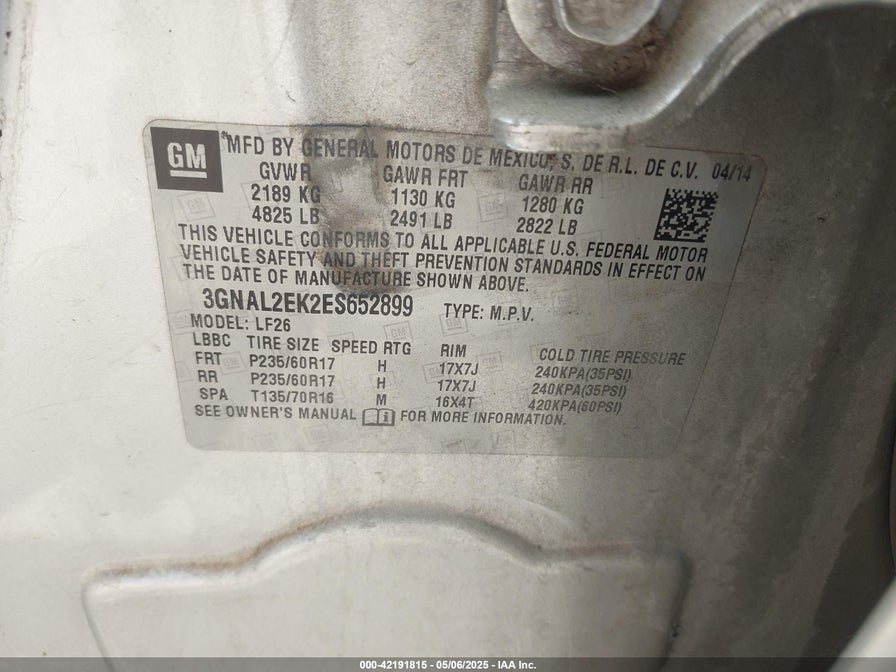 GM
MFD BY GENERAL MOTORS DE MEXICO, S. DE R.L. DE C.V. 04/14
GVWR GAWR FRT GAWR RR
2189 KG 1130 KG 1280 KG
4825 LB 2491 LB 2822 LB
THIS VEHICLE CONFORMS TO ALL APPLICABLE U.S. FEDERAL MOTOR
VEHICLE SAFETY AND THEFT PREVENTION STANDARDS IN EFFECT ON
THE DATE OF MANUFACTURE SHOWN ABOVE.
3GNAL2EK2ES652899 TYPE: M.P.V.
MODEL: LF26
LBBC TIRE SIZE SPEED RTG RIM COLD TIRE PRESSURE
FRT P235/60R17 H 17X7J 240KPA(35PSI)
RR P235/60R17 H 17X7J 240KPA(35PSI)
SPA T135/70R16 M 16X4T 420KPA(60PSI)
SEE OWNER'S MANUAL FOR MORE INFORMATION.
000-42191815 - 05/06/2025 - IAA Inc.